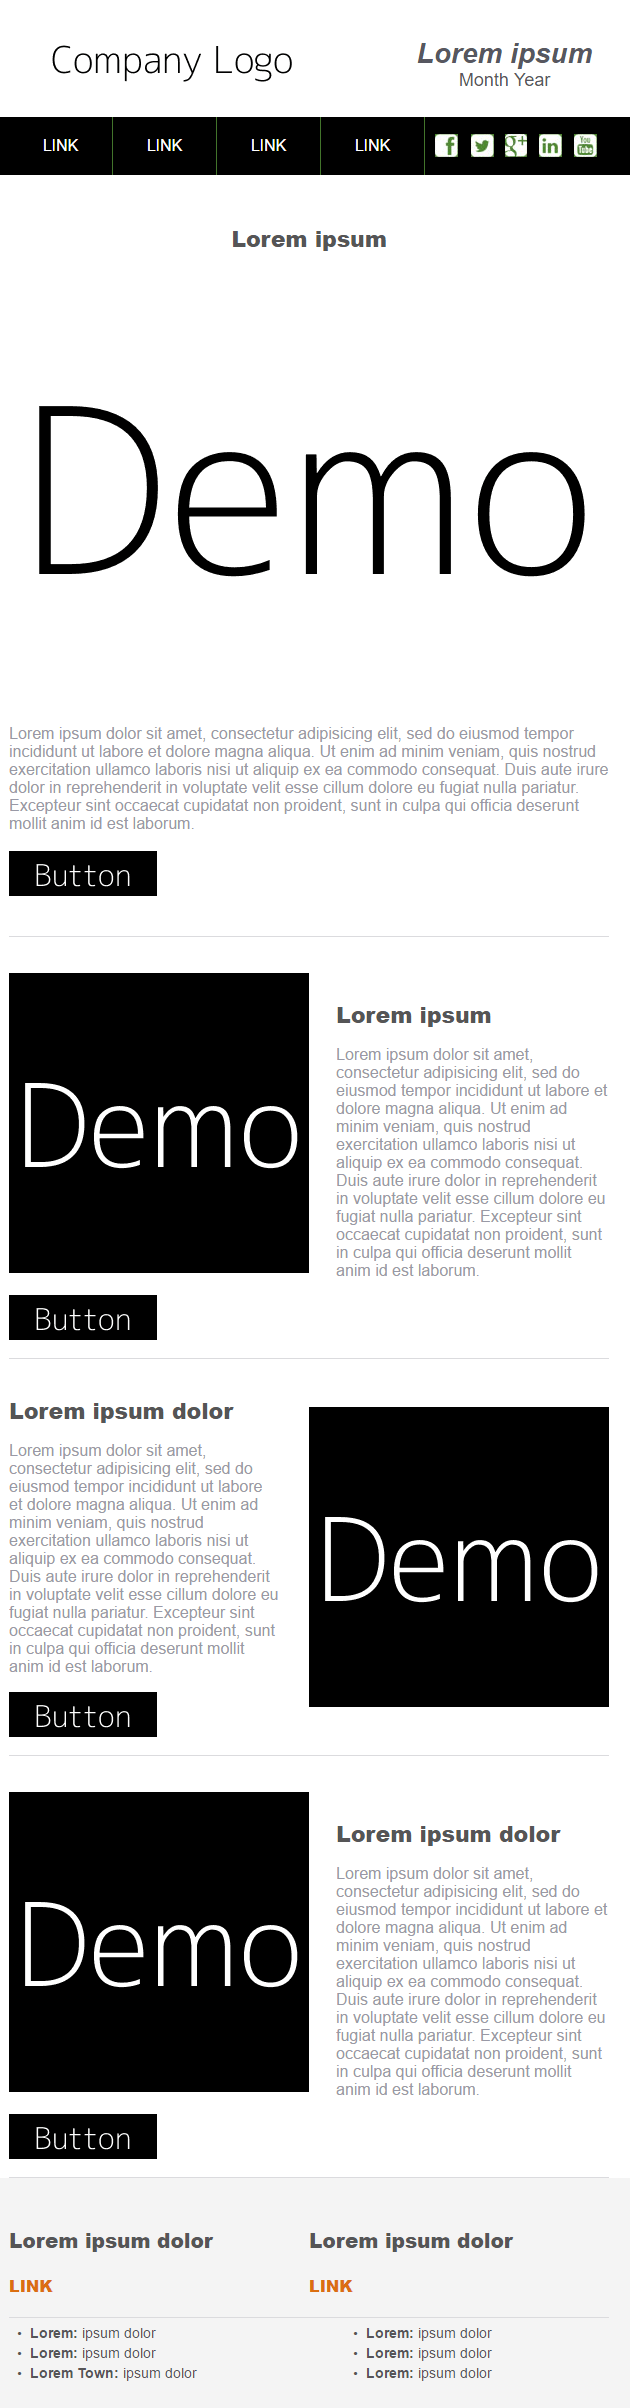 Company Logo
Lorem ipsum
Month Year
LINK LINK LINK LINK
You
Tube
Lorem ipsum
Demo
Lorem ipsum dolor sit amet, consectetur adipisicing elit, sed do eiusmod tempor
incididunt ut labore et dolore magna aliqua. Ut enim ad minim veniam, quis nostrud
exercitation ullamco laboris nisi ut aliquip ex ea commodo consequat. Duis aute irure
dolor in reprehenderit in voluptate velit esse cillum dolore eu fugiat nulla pariatur.
Excepteur sint occaecat cupidatat non proident, sunt in culpa qui officia deserunt
mollit anim id est laborum.
Button
Demo
Lorem ipsum
Lorem ipsum dolor sit amet,
consectetur adipisicing elit, sed do
eiusmod tempor incididunt ut labore et
dolore magna aliqua. Ut enim ad
minim veniam, quis nostrud
exercitation ullamco laboris nisi ut
aliquip ex ea commodo consequat.
Duis aute irure dolor in reprehenderit
in voluptate velit esse cillum dolore eu
fugiat nulla pariatur. Excepteur sint
occaecat cupidatat non proident, sunt
in culpa qui officia deserunt mollit
anim id est laborum.
Button
Lorem ipsum dolor
Lorem ipsum dolor sit amet,
consectetur adipisicing elit, sed do
eiusmod tempor incididunt ut labore
et dolore magna aliqua. Ut enim ad
minim veniam, quis nostrud
exercitation ullamco laboris nisi ut
aliquip ex ea commodo consequat.
Duis aute irure dolor in reprehenderit
in voluptate velit esse cillum dolore eu
fugiat nulla pariatur. Excepteur sint
occaecat cupidatat non proident, sunt
in culpa qui officia deserunt mollit
anim id est laborum.
Button
Demo
Demo
Lorem ipsum dolor
Lorem ipsum dolor sit amet,
consectetur adipisicing elit, sed do
eiusmod tempor incididunt ut labore et
dolore magna aliqua. Ut enim ad
minim veniam, quis nostrud
exercitation ullamco laboris nisi ut
aliquip ex ea commodo consequat.
Duis aute irure dolor in reprehenderit
in voluptate velit esse cillum dolore eu
fugiat nulla pariatur. Excepteur sint
occaecat cupidatat non proident, sunt
in culpa qui officia deserunt mollit
anim id est laborum.
Button
Lorem ipsum dolor
LINK
Lorem ipsum dolor
LINK
• Lorem: ipsum dolor
• Lorem: ipsum dolor
• Lorem Town: ipsum dolor
• Lorem: ipsum dolor
• Lorem: ipsum dolor
• Lorem: ipsum dolor